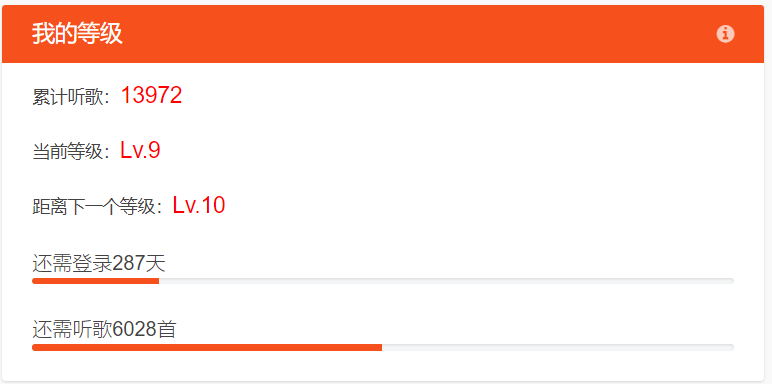 我的等级
累计听歌：13972
当前等级：Lv.9
距离下一个等级：Lv.10
还需登录287天
还需听歌6028首